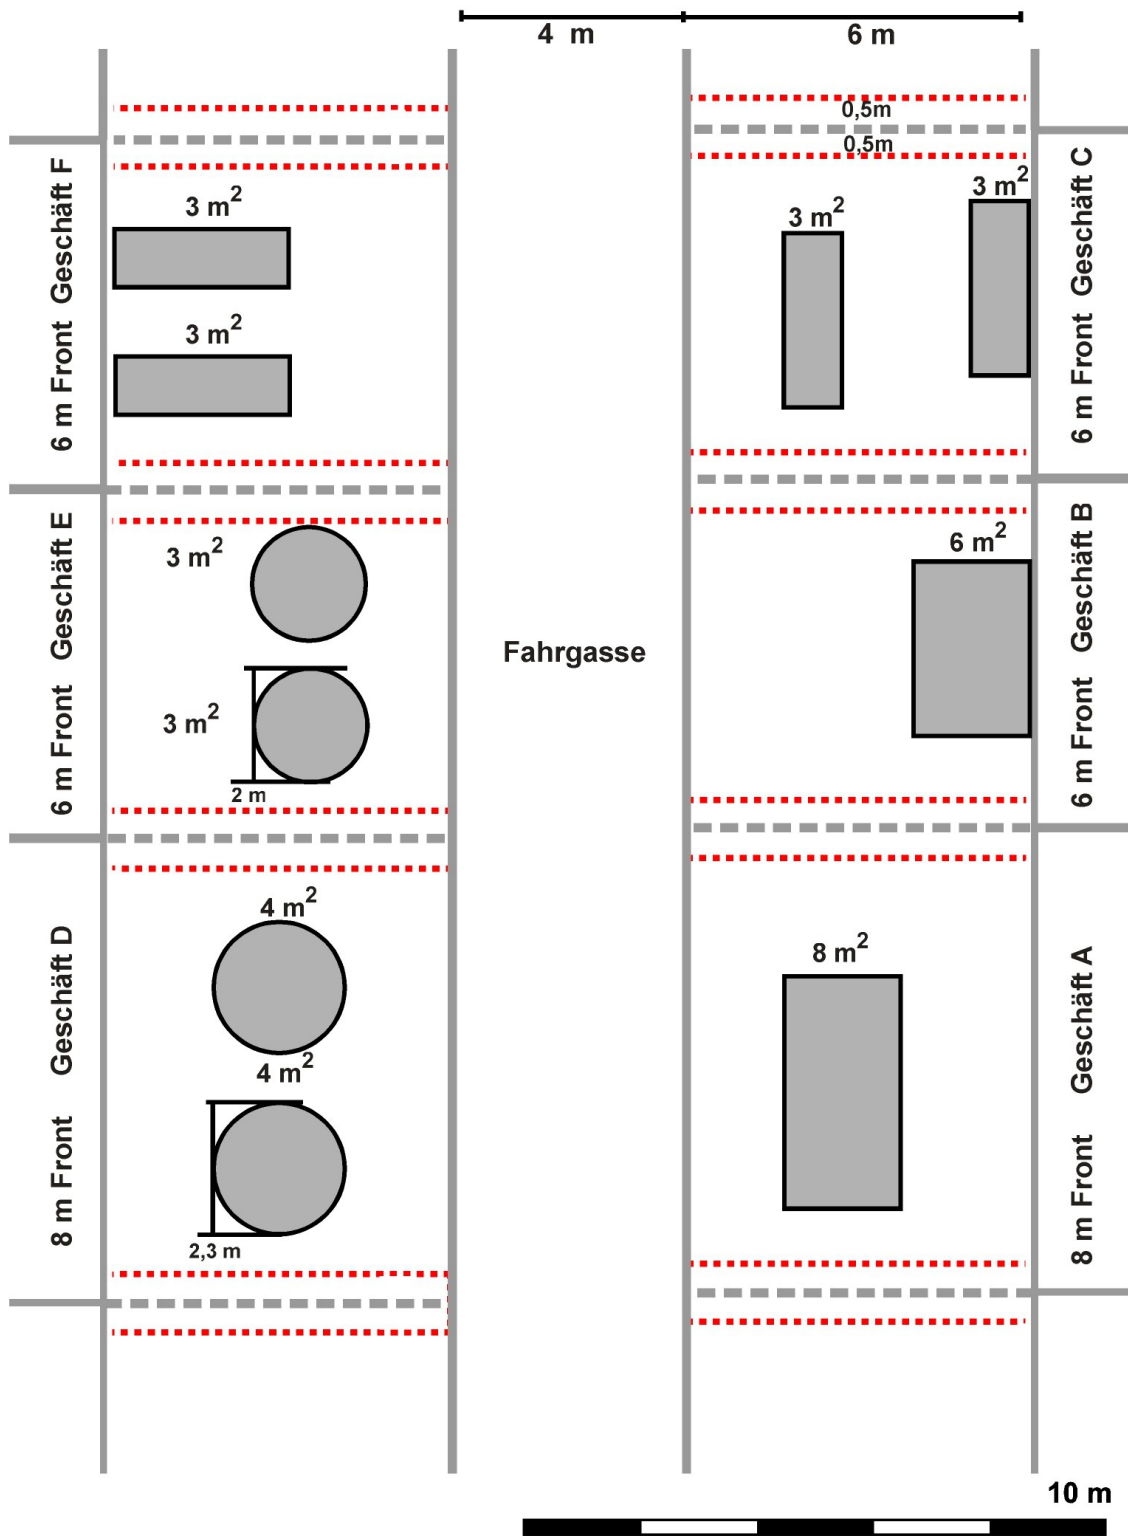 4 m
6 m
0,5m
0,5m
Geschäft F
6 m Front
3 m²
3 m²
3 m²
3 m²
Geschäft C
6 m Front
Geschäft E
6 m Front
3 m²
3 m²
2 m
Fahrgasse
6 m²
Geschäft B
6 m Front
Geschäft D
8 m Front
4 m²
4 m²
2,3 m
8 m²
Geschäft A
8 m Front
10 m